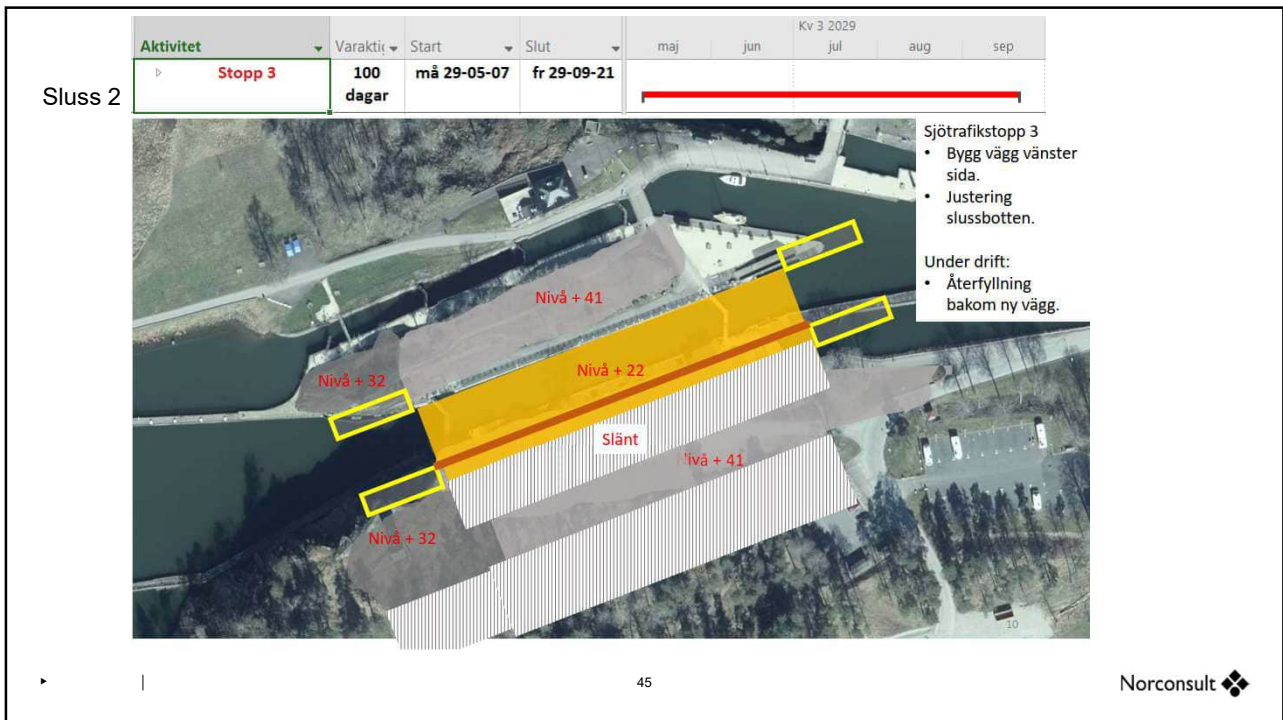 Kv 3 2029
Aktivitet Varaktiç Start Slut maj jun jul aug sep
Stopp 3 100 må 29-05-07 fr 29-09-21
dagar
Sluss 2
Sjötrafikstopp 3
• Bygg vägg vänster
sida.
• Justering
slussbotten.
Under drift:
• Återfyllning
bakom ny vägg.
Nivå + 41
Nivå + 32
Nivå + 22
Slänt
Nivå + 41
Nivå + 32
10
45
Norconsult